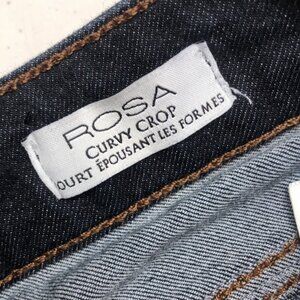 ROSA
CURVY CROP
OURT ÉPOUSANT LES FORMES